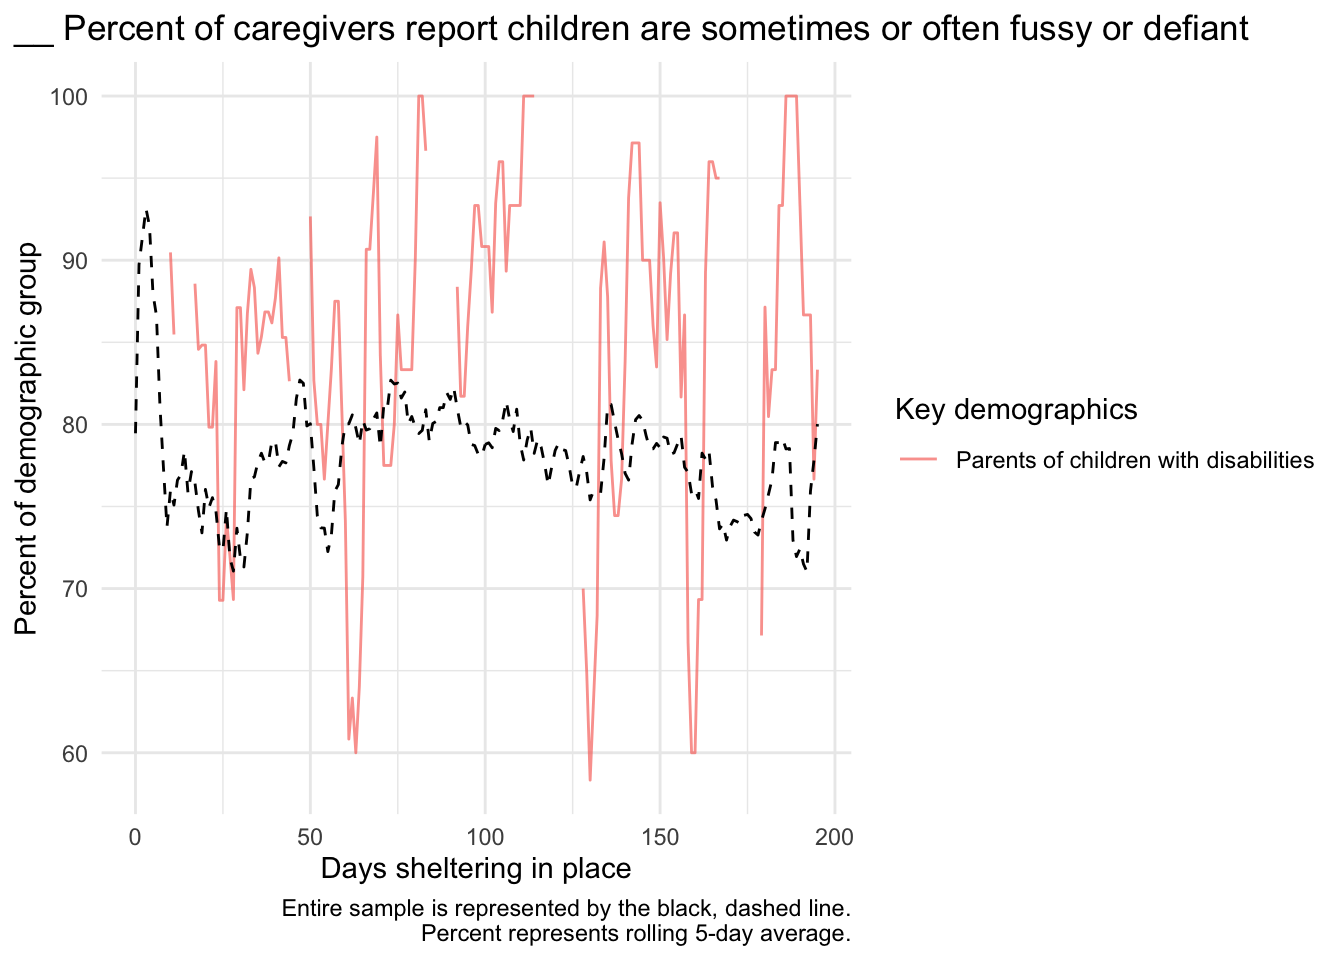 __ Percent of caregivers report children are sometimes or often fussy or defiant
Percent of demographic group
100
90
80
70
60
0
50
100
150
200
Days sheltering in place
Key demographics
Parents of children with disabilities
Entire sample is represented by the black, dashed line.
Percent represents rolling 5-day average.